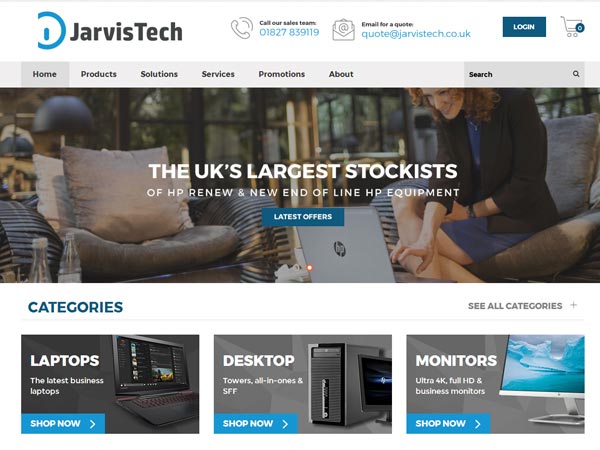 JarvisTech
Call our sales team:
01827 839119
Email for a quote:
quote@jarvistech.co.uk
LOGIN
0
Home Products Solutions Services Promotions About Search
THE UK'S LARGEST STOCKISTS
OF HP RENEW & NEW END OF LINE HP EQUIPMENT
LATEST OFFERS
hp
CATEGORIES
SEE ALL CATEGORIES +
LAPTOPS
The latest business
laptops
SHOP NOW
DESKTOP
Towers, all-in-ones &
SFF
SHOP NOW
MONITORS
Ultra 4K, full HD &
business monitors
SHOP NOW